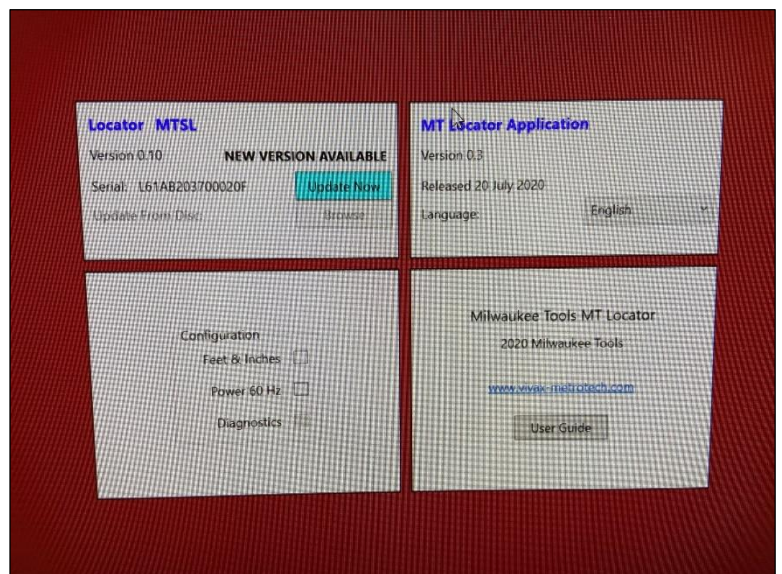 Locator MTSL
Version 0.10 NEW VERSION AVAILABLE
Serial: L61AB203700020F Update Now
Update From Disc: Browse
MT Locator Application
Version 0.3
Released 20 July 2020
Language: English
Configuration
Feet & Inches
Power 60 Hz
Diagnostics
Milwaukee Tools MT Locator
2020 Milwaukee Tools
www.vivax-metrotech.com
User Guide